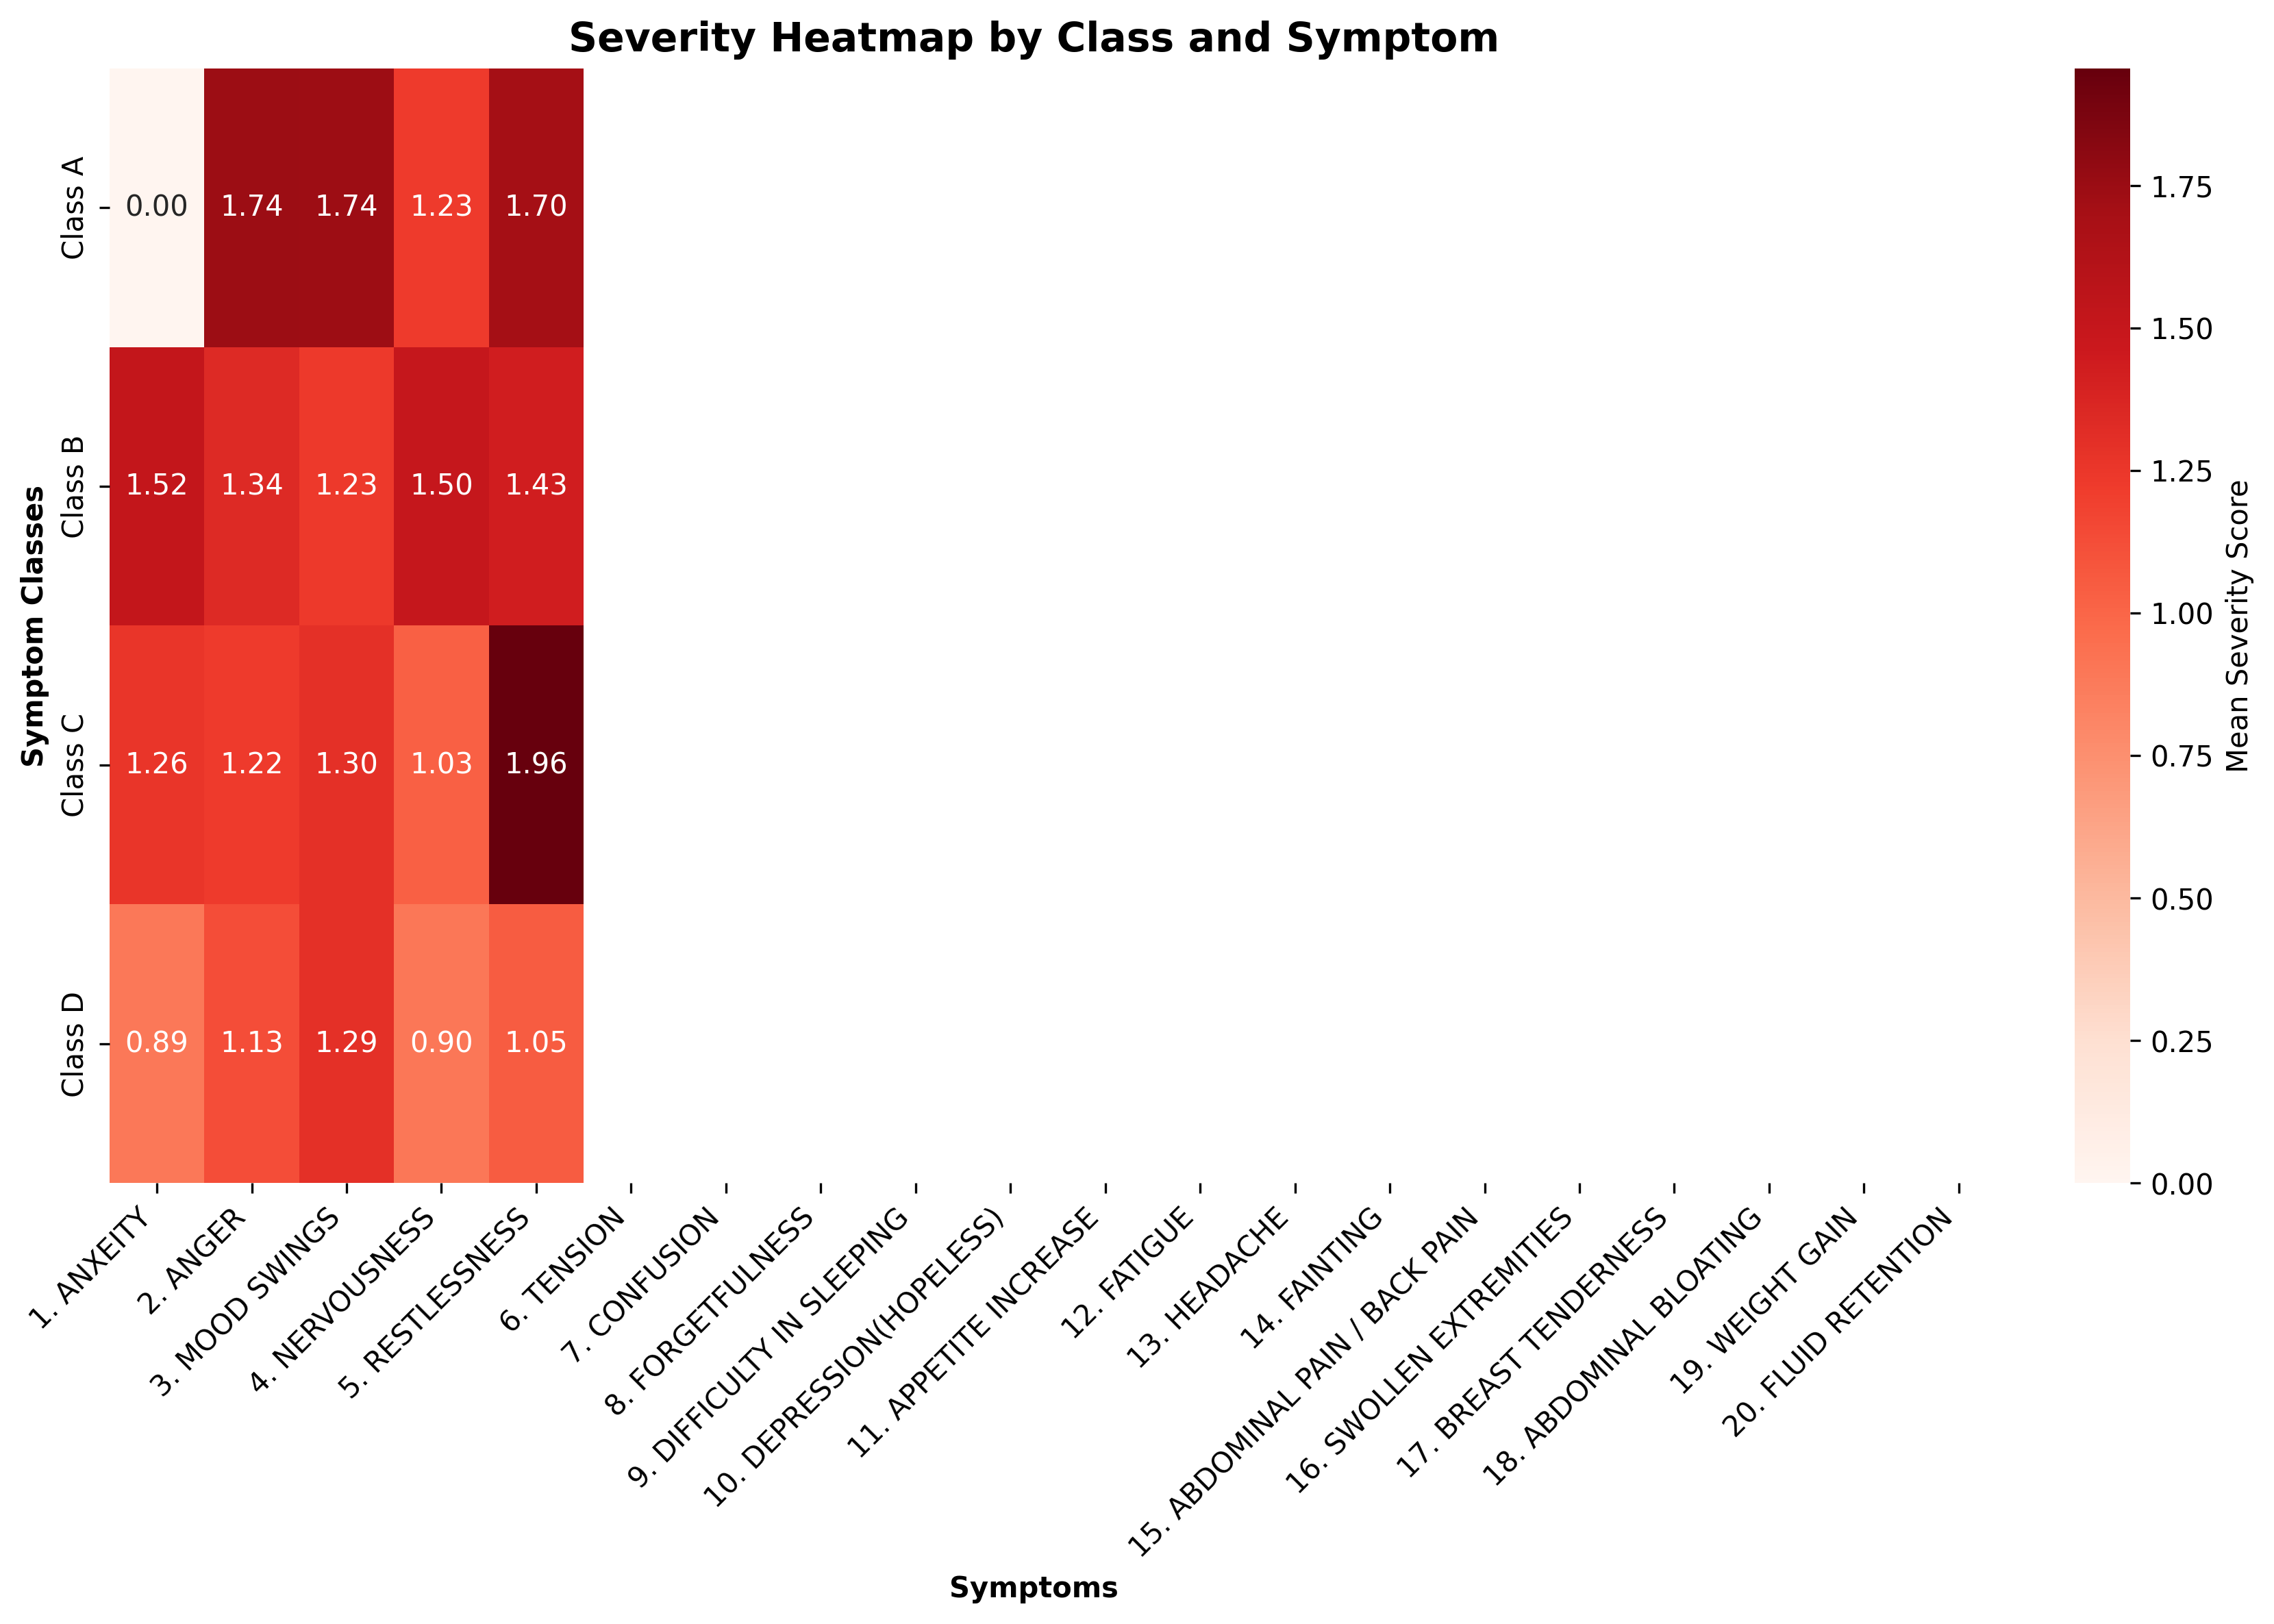 Severity Heatmap by Class and Symptom
Symptom Classes
Class A
0.00 1.74 1.74 1.23 1.70
Class B
1.52 1.34 1.23 1.50 1.43
Class C
1.26 1.22 1.30 1.03 1.96
Class D
0.89 1.13 1.29 0.90 1.05
1. ANXEITY
2. ANGER
3. MOOD SWINGS
4. NERVOUSNESS
5. RESTLESSNESS
6. TENSION
7. CONFUSION
8. FORGETFULNESS
9. DIFFICULTY IN SLEEPING
10. DEPRESSION(HOPELESS)
11. APPETITE INCREASE
12. FATIGUE
13. HEADACHE
14. FAINTING
15. ABDOMINAL PAIN / BACK PAIN
16. SWOLLEN EXTREMITIES
17. BREAST TENDERNESS
18. ABDOMINAL BLOATING
19. WEIGHT GAIN
20. FLUID RETENTION
Symptoms
1.75
1.50
1.25
1.00
0.75
0.50
0.25
0.00
Mean Severity Score